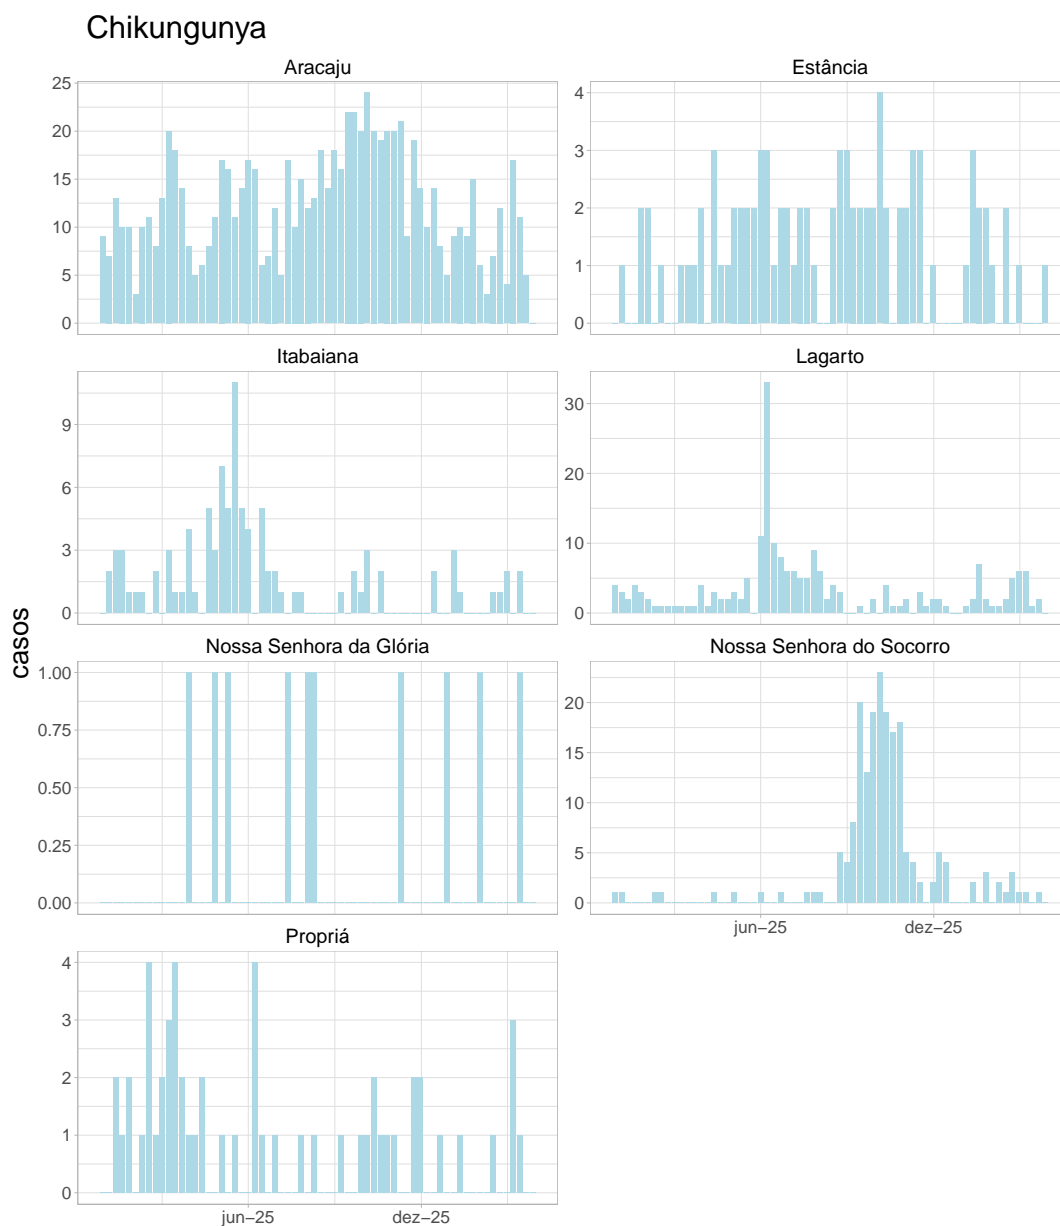 Chikungunya
Aracaju
Estância
25
20
15
10
5
0
4
3
2
1
0
Itabaiana
Lagarto
9
6
3
0
30
20
10
0
casos
Nossa Senhora da Glória
Nossa Senhora do Socorro
1.00
0.75
0.50
0.25
0.00
20
15
10
5
0
jun−25
dez−25
Propriá
4
3
2
1
0
jun−25
dez−25